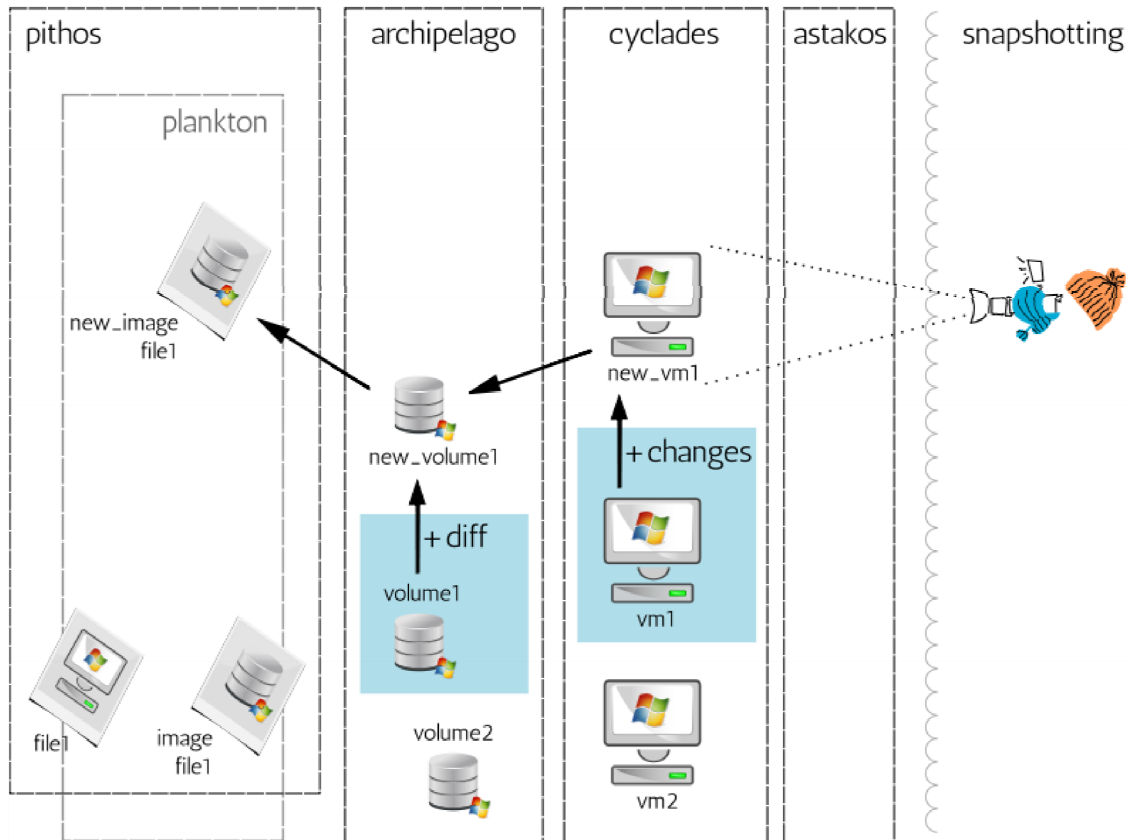 pithos
archipelago
cyclades
astakos
snapshotting
plankton
new_image
file1
new_vm1
new_volume1
+ changes
+ diff
volume1
vm1
file1
image
file1
volume2
vm2